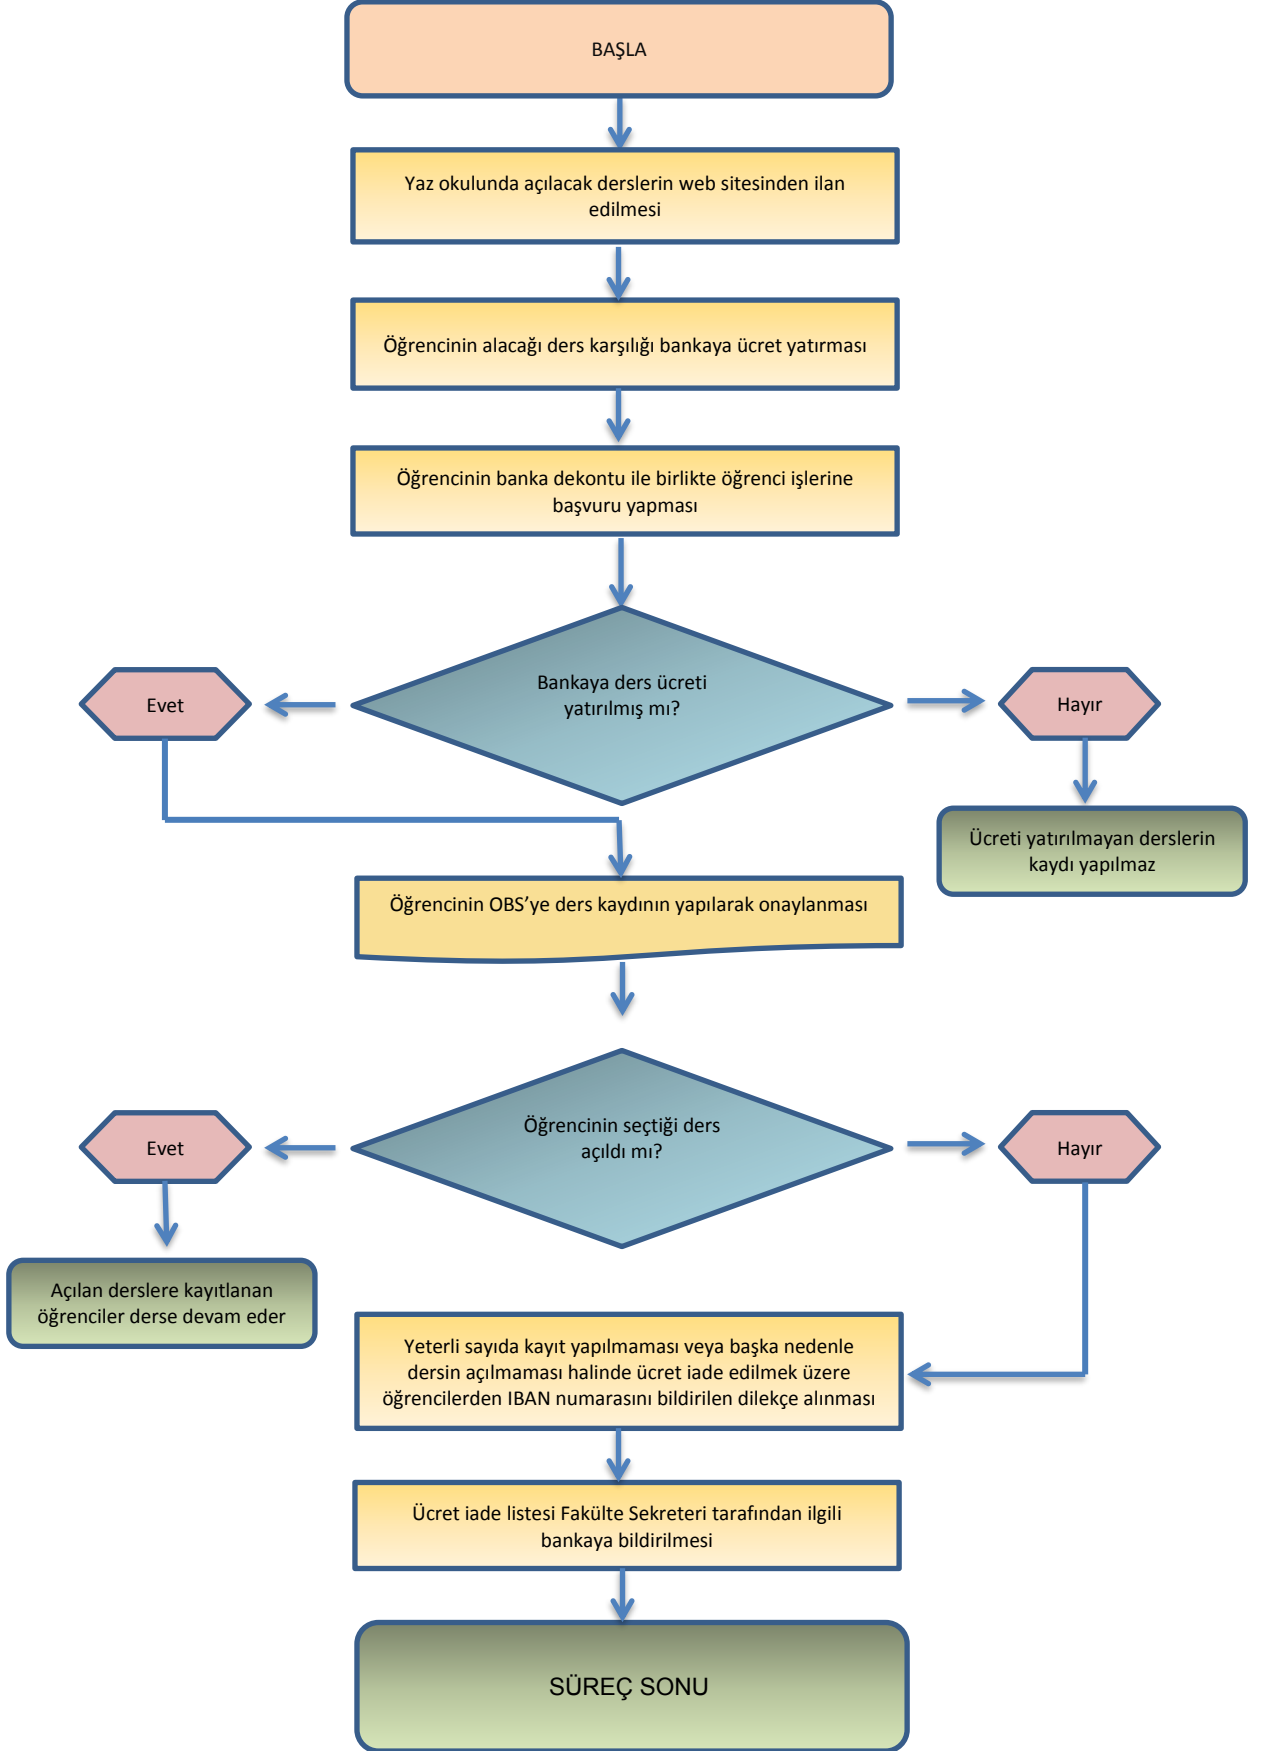 BAŞLA
Yaz okulunda açılacak derslerin web sitesinden ilan
edilmesi
Öğrencinin alacağı ders karşılığı bankaya ücret yatırması
Öğrencinin banka dekontu ile birlikte öğrenci işlerine
başvuru yapması
Bankaya ders ücreti
yatırılmış mı?
Evet
Hayır
Ücreti yatırılmayan derslerin
kaydı yapılmaz
Öğrencinin OBS’ye ders kaydının yapılarak onaylanması
Öğrencinin seçtiği ders
açıldı mı?
Evet
Hayır
Açılan derslere kayıtlanan
öğrenciler derse devam eder
Yeterli sayıda kayıt yapılmaması veya başka nedenle
dersin açılmaması halinde ücret iade edilmek üzere
öğrencilerden IBAN numarasını bildirilen dilekçe alınması
Ücret iade listesi Fakülte Sekreteri tarafından ilgili
bankaya bildirilmesi
SÜREÇ SONU